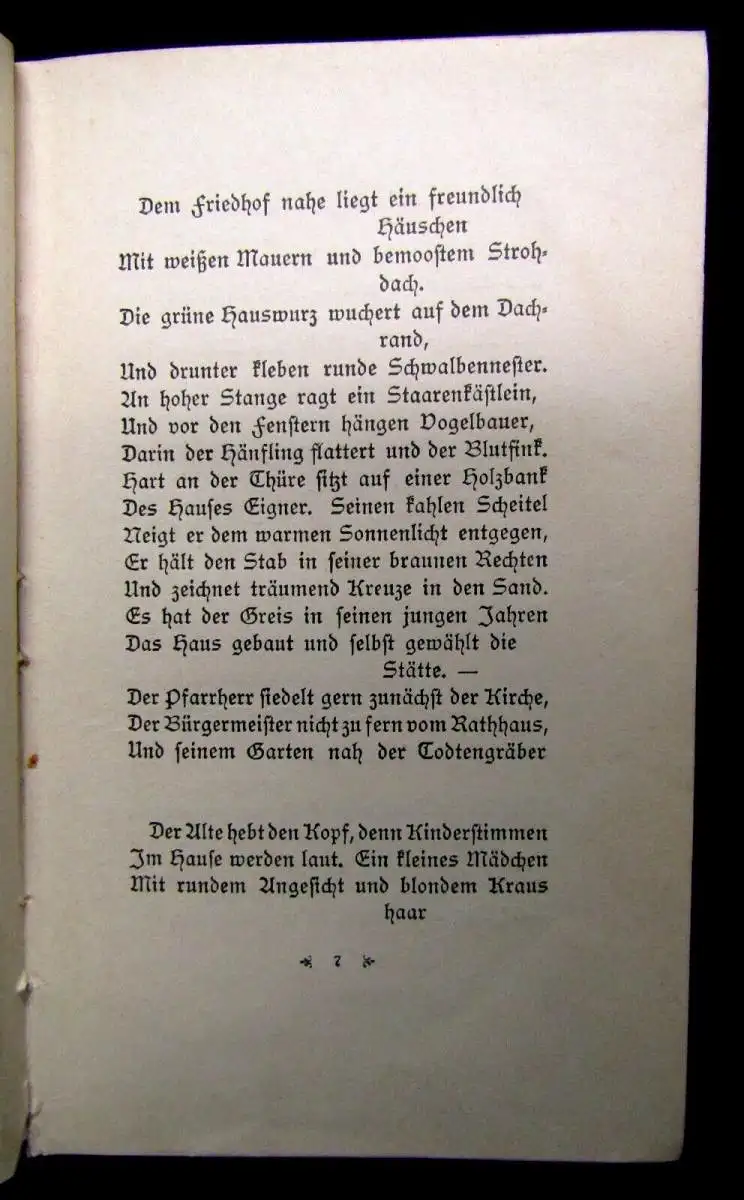 Dem Friedhof nahe liegt ein freundlich
Häuschen
Mit weißen Mauern und bemooſtem Stroh-
dach.
Die grüne Hauswurz wuchert auf dem Dach-
rand,
Und drunter kleben runde Schwalbenneſter.
An hoher Stange ragt ein Staarenkäſtlein,
Und vor den Fenſtern hängen Vogelbauer,
Darin der Hänfling flattert und der Blutfink.
Hart an der Thüre ſitzt auf einer Holzbank
Des Hauſes Eigner. Seinen kahlen Scheitel
Neigt er dem warmen Sonnenlicht entgegen,
Er hält den Stab in ſeiner braunen Rechten
Und zeichnet träumend Kreuze in den Sand.
Es hat der Greis in ſeinen jungen Jahren
Das Haus gebaut und ſelbſt gewählt die
Stätte. —
Der Pfarrherr ſiedelt gern zunächſt der Kirche,
Der Bürgermeiſter nicht zu fern vom Rathhaus,
Und ſeinem Garten nah der Todtengräber
Der Alte hebt den Kopf, denn Kinderſtimmen
Im Hauſe werden laut. Ein kleines Mädchen
Mit rundem Angeſicht und blondem Kraus
haar
7